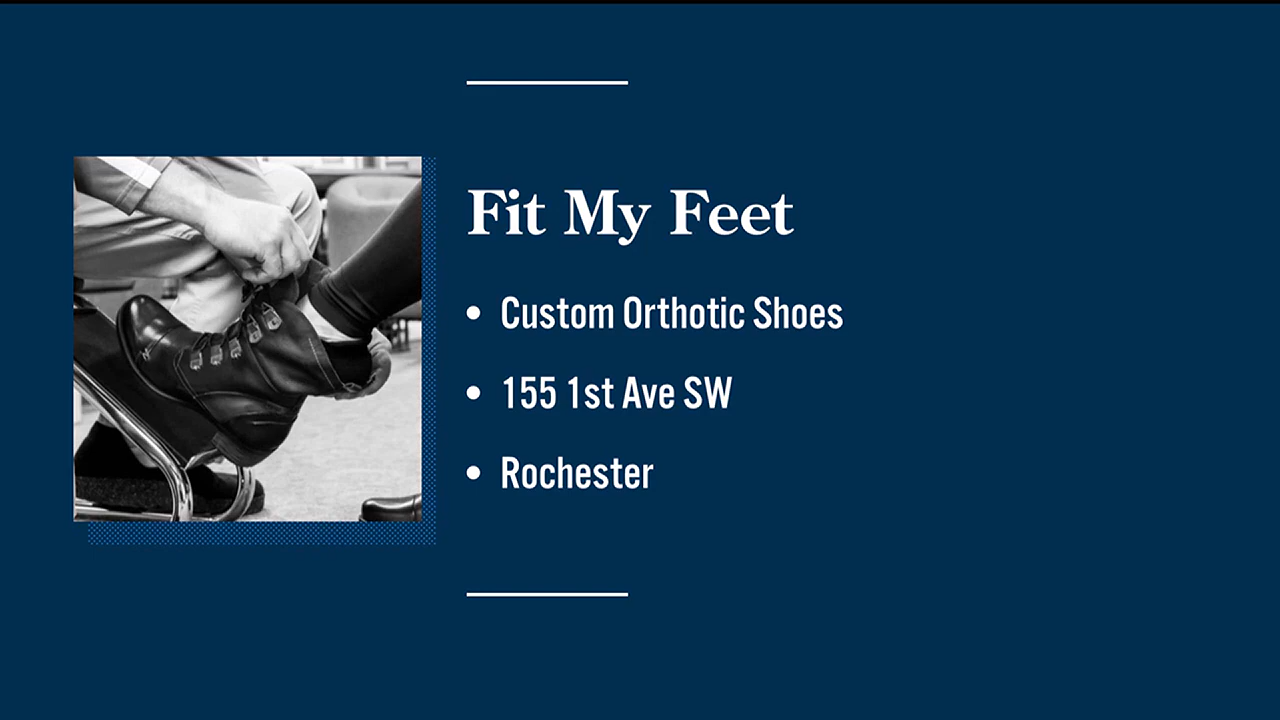 Fit My Feet
• Custom Orthotic Shoes
• 155 1st Ave SW
• Rochester